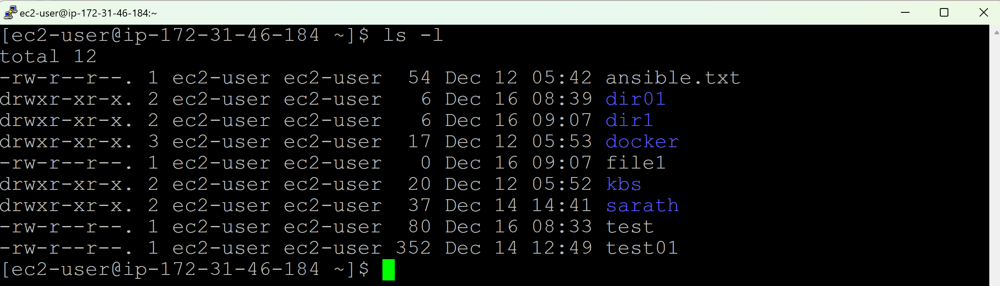 ec2-user@ip-172-31-46-184:~
[ec2-user@ip-172-31-46-184 ~]$ ls -l
total 12
-rw-r--r--. 1 ec2-user ec2-user  54 Dec 12 05:42 ansible.txt
drwxr-xr-x. 2 ec2-user ec2-user   6 Dec 16 08:39 dir01
drwxr-xr-x. 2 ec2-user ec2-user   6 Dec 16 09:07 dir1
drwxr-xr-x. 3 ec2-user ec2-user  17 Dec 12 05:53 docker
-rw-r--r--. 1 ec2-user ec2-user   0 Dec 16 09:07 file1
drwxr-xr-x. 2 ec2-user ec2-user  20 Dec 12 05:52 kbs
drwxr-xr-x. 2 ec2-user ec2-user  37 Dec 14 14:41 sarath
-rw-r--r--. 1 ec2-user ec2-user  80 Dec 16 08:33 test
-rw-r--r--. 1 ec2-user ec2-user 352 Dec 14 12:49 test01
[ec2-user@ip-172-31-46-184 ~]$